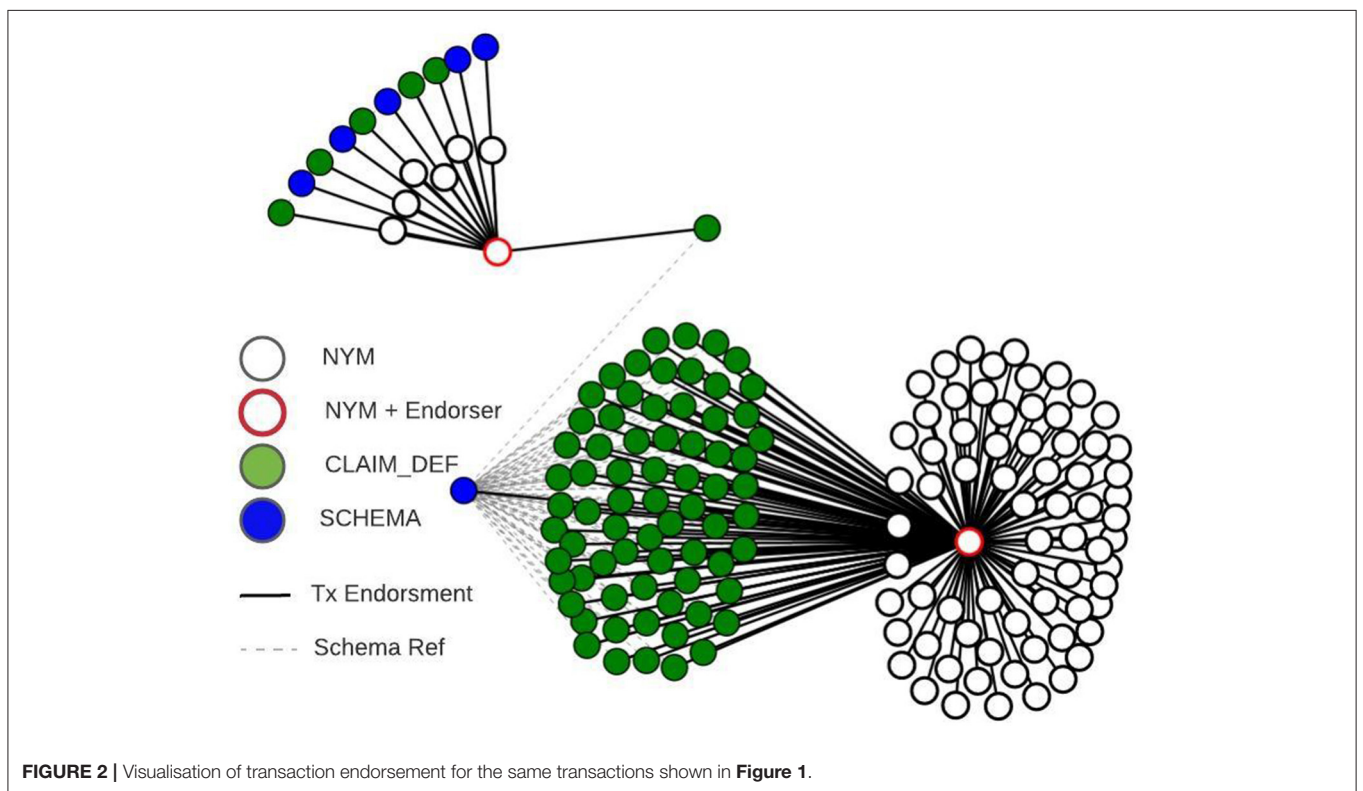 NYM
NYM + Endorser
CLAIM_DEF
SCHEMA
Tx Endorsment
Schema Ref
FIGURE 2 | Visualisation of transaction endorsement for the same transactions shown in Figure 1.